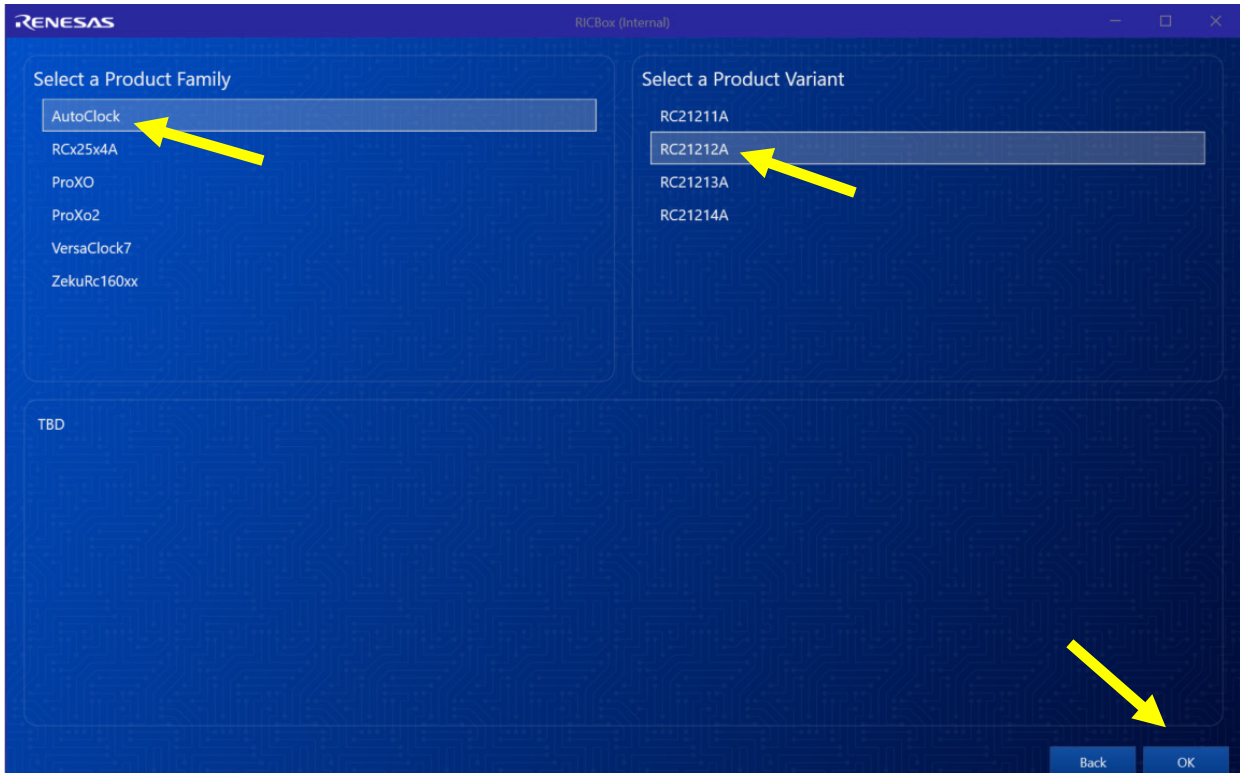 RENESAS
RICBox (Internal)
Select a Product Family
AutoClock
RCx25x4A
ProXO
ProXo2
VersaClock7
ZekuRc160xx
Select a Product Variant
RC21211A
RC21212A
RC21213A
RC21214A
TBD
Back
OK